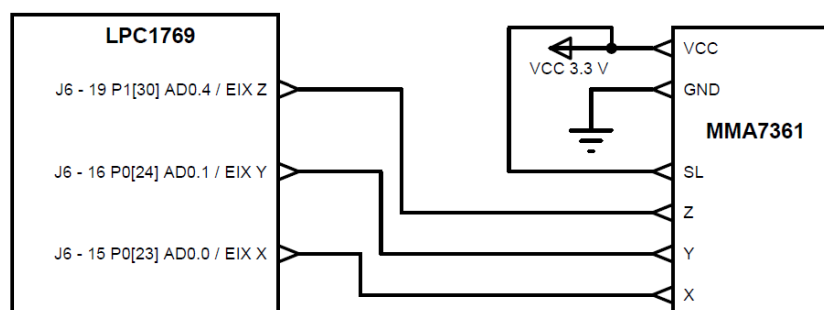 LPC1769
J6 - 19 P1[30] AD0.4 / EIX Z
J6 - 16 P0[24] AD0.1 / EIX Y
J6 - 15 P0[23] AD0.0 / EIX X
VCC 3.3 V
VCC
GND
MMA7361
SL
Z
Y
X